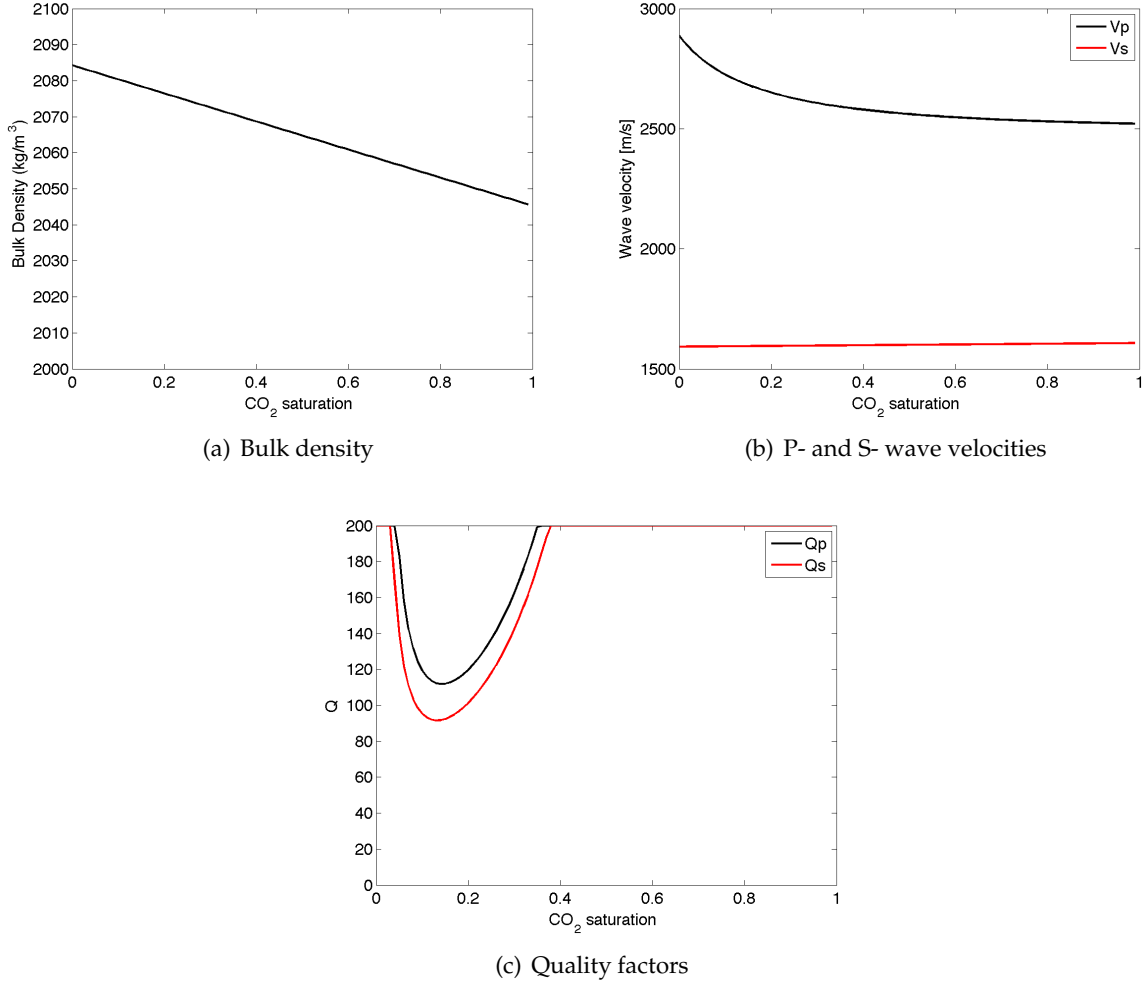 2100
2090
2080
2070
2060
2050
2040
2030
2020
2010
2000
Bulk Density (kg/m³)
0 0.2 0.4 0.6 0.8 1
CO₂ saturation
(a) Bulk density
3000
2500
2000
1500
Wave velocity [m/s]
Vp
Vs
0 0.2 0.4 0.6 0.8 1
CO₂ saturation
(b) P- and S- wave velocities
200
180
160
140
120
100
80
60
40
20
0
Q
Qp
Qs
0 0.2 0.4 0.6 0.8 1
CO₂ saturation
(c) Quality factors